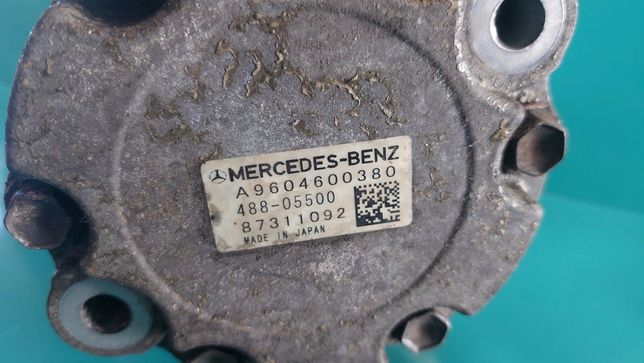 MERCEDES-BENZ
A9604600380
488-05500
87311092
MADE IN JAPAN